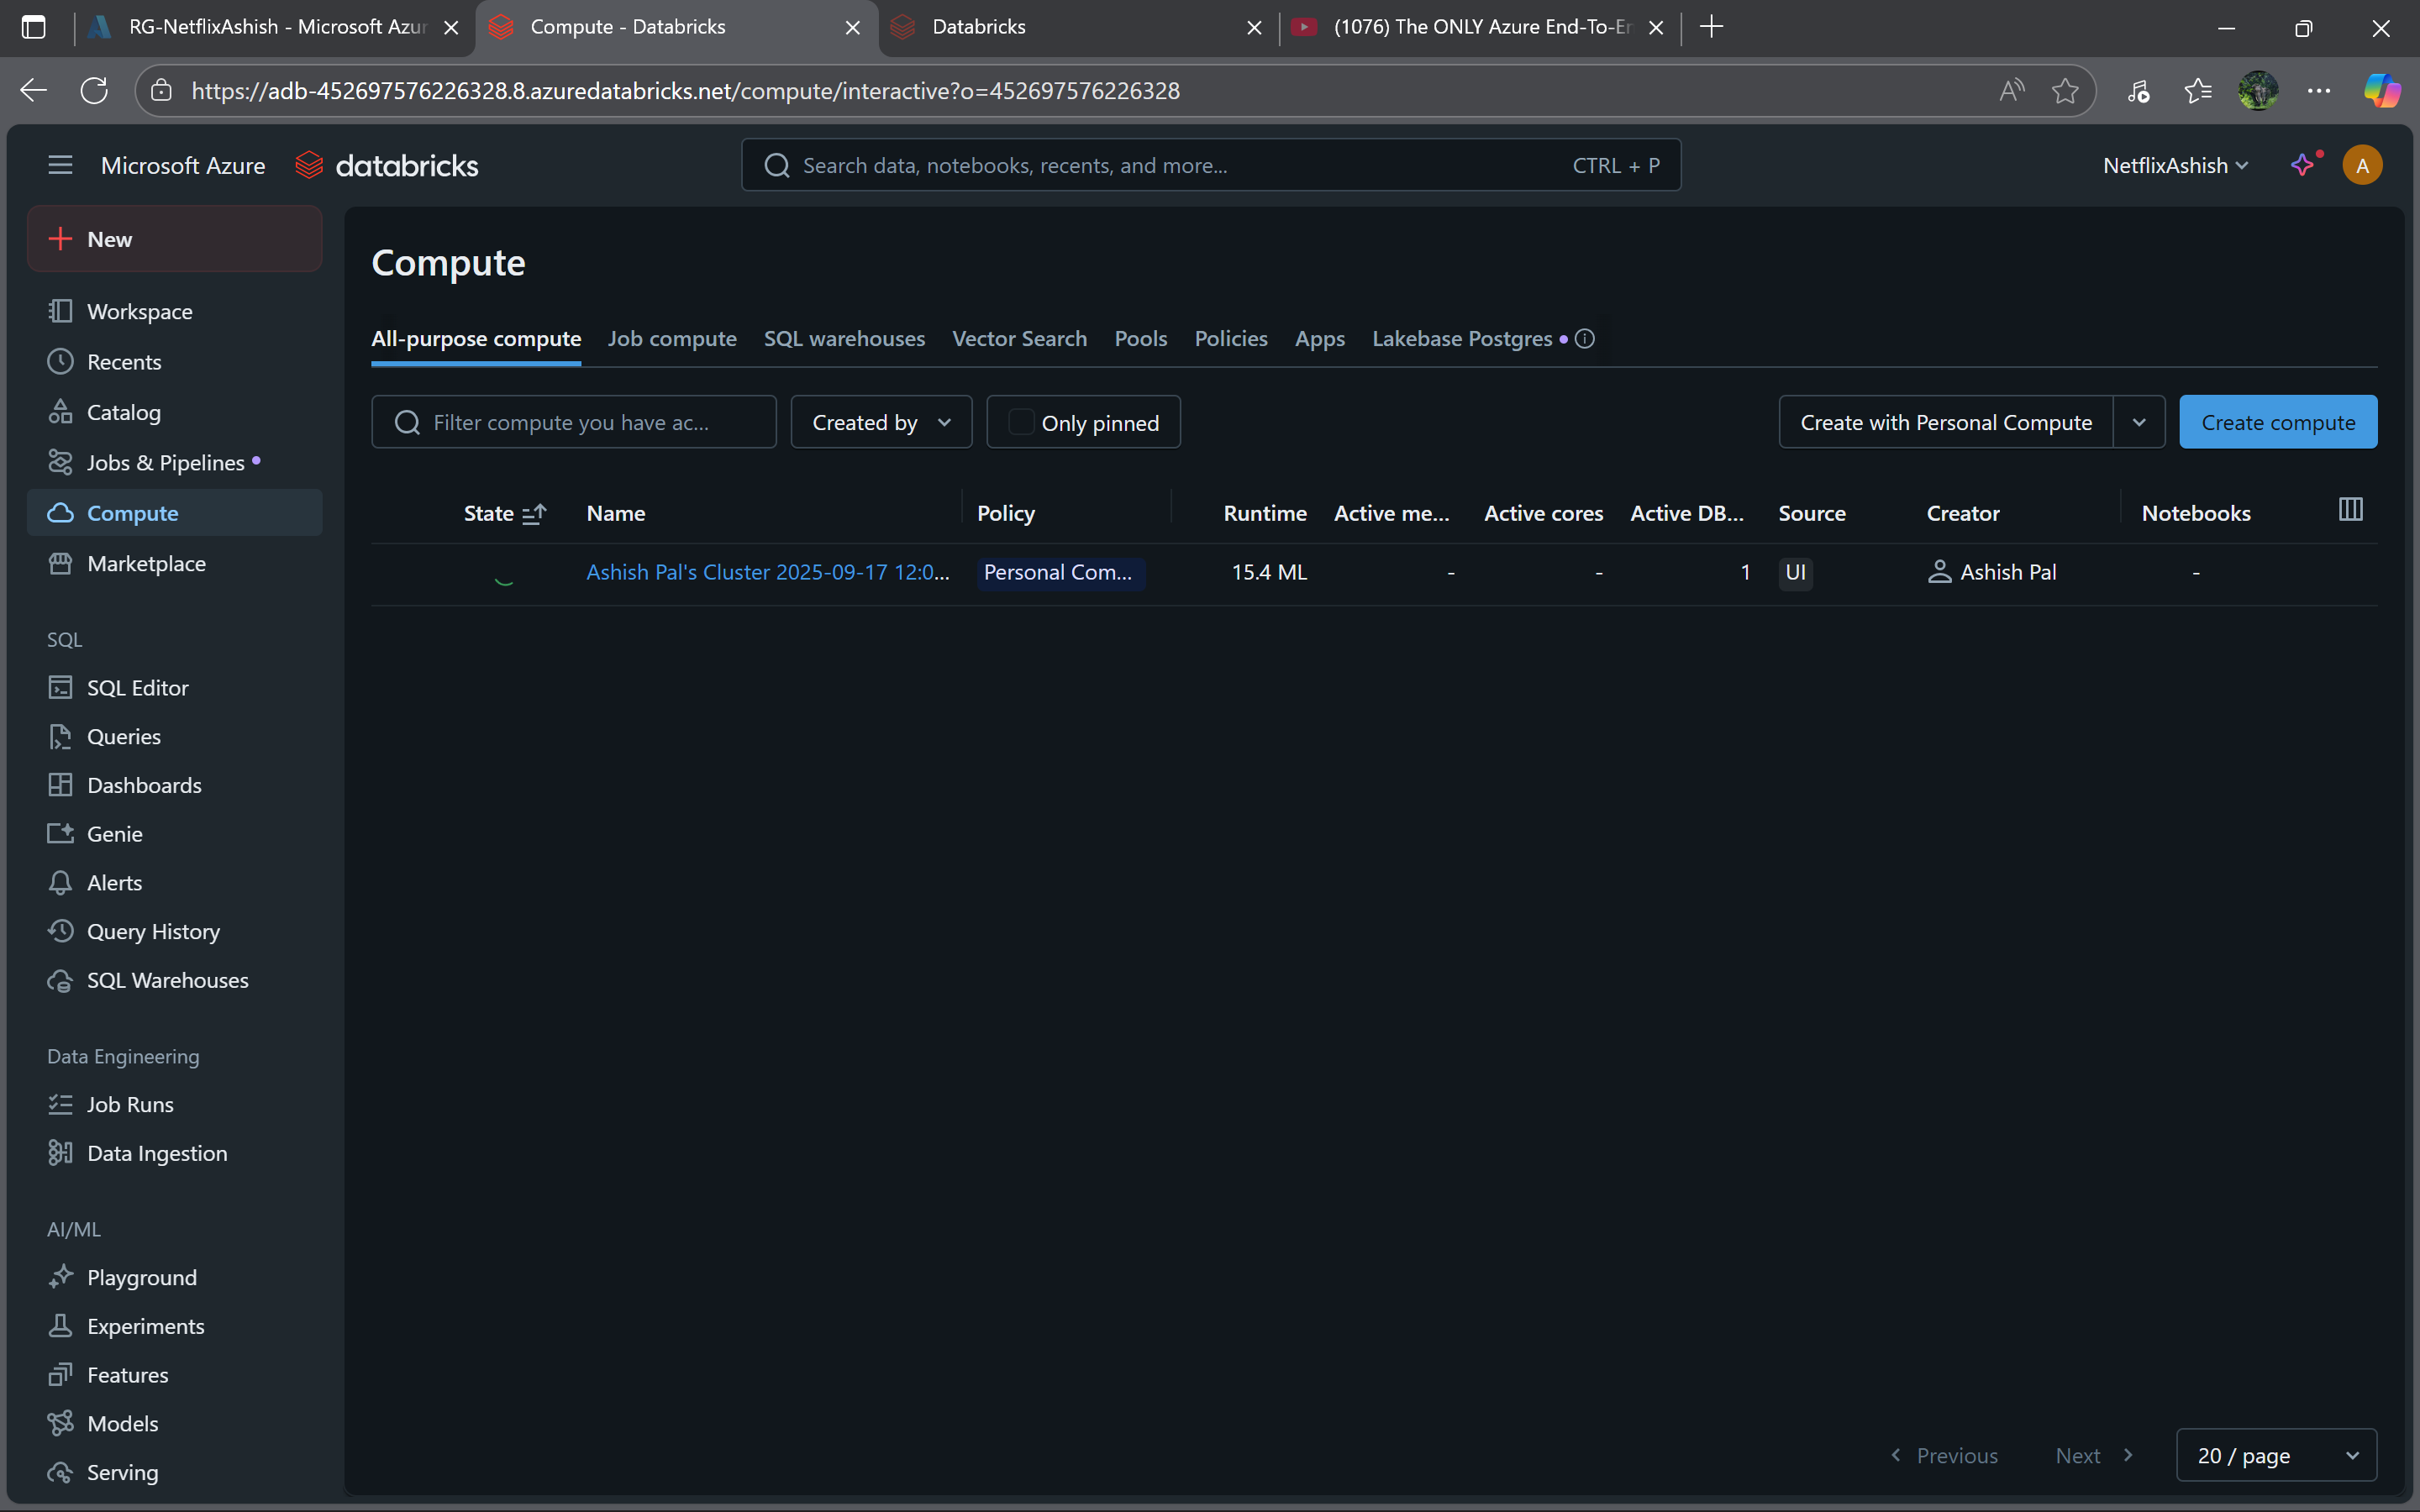 RG-NetflixAshish - Microsoft Azur
Compute - Databricks
Databricks
(1076) The ONLY Azure End-To-En
https://adb-452697576226328.8.azuredatabricks.net/compute/interactive?o=452697576226328
Microsoft Azure
databricks
Search data, notebooks, recents, and more...
CTRL + P
NetflixAshish
A
New
Workspace
Recents
Catalog
Jobs & Pipelines
Compute
Marketplace
SQL
SQL Editor
Queries
Dashboards
Genie
Alerts
Query History
SQL Warehouses
Data Engineering
Job Runs
Data Ingestion
AI/ML
Playground
Experiments
Features
Models
Serving
Compute
All-purpose compute Job compute SQL warehouses Vector Search Pools Policies Apps Lakebase Postgres
Filter compute you have ac...
Created by
Only pinned
Create with Personal Compute
Create compute
State Name Policy Runtime Active me... Active cores Active DB... Source Creator Notebooks
Ashish Pal's Cluster 2025-09-17 12:0... Personal Com... 15.4 ML - - 1 UI Ashish Pal -
Previous Next 20 / page